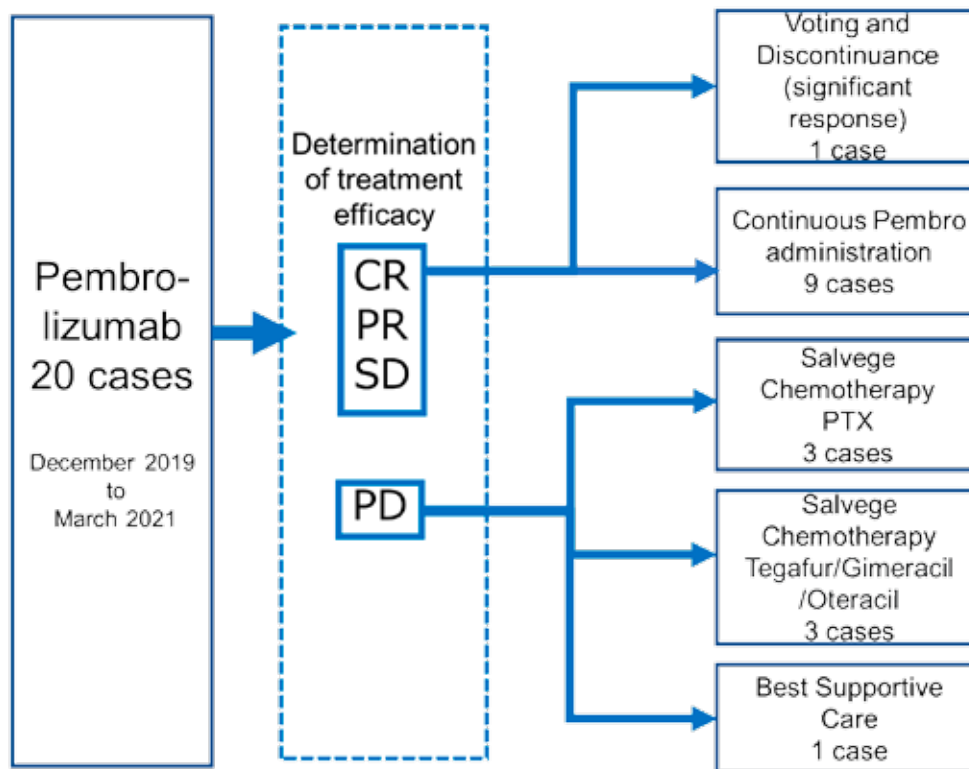 Pembro-
lizumab
20 cases
December 2019
to
March 2021
Determination
of treatment
efficacy
CR
PR
SD
PD
Voting and
Discontinuance
(significant
response)
1 case
Continuous Pembro
administration
9 cases
Salvege
Chemotherapy
PTX
3 cases
Salvege
Chemotherapy
Tegafur/Gimeracil
/Oteracil
3 cases
Best Supportive
Care
1 case